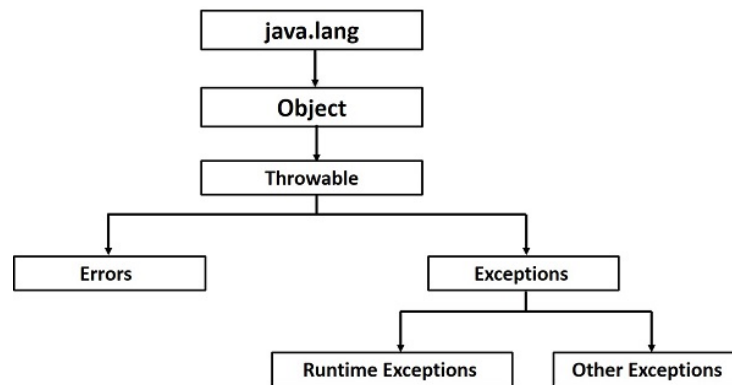 java.lang
Object
Throwable
Errors
Exceptions
Runtime Exceptions
Other Exceptions